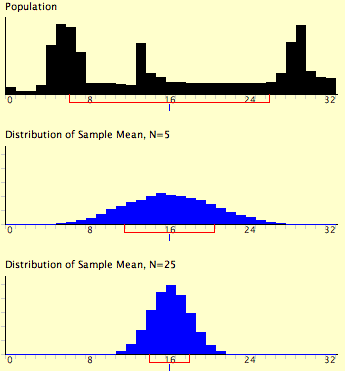 Population
0 8 16 24 32
Distribution of Sample Mean, N=5
0 8 16 24 32
Distribution of Sample Mean, N=25
0 8 16 24 32